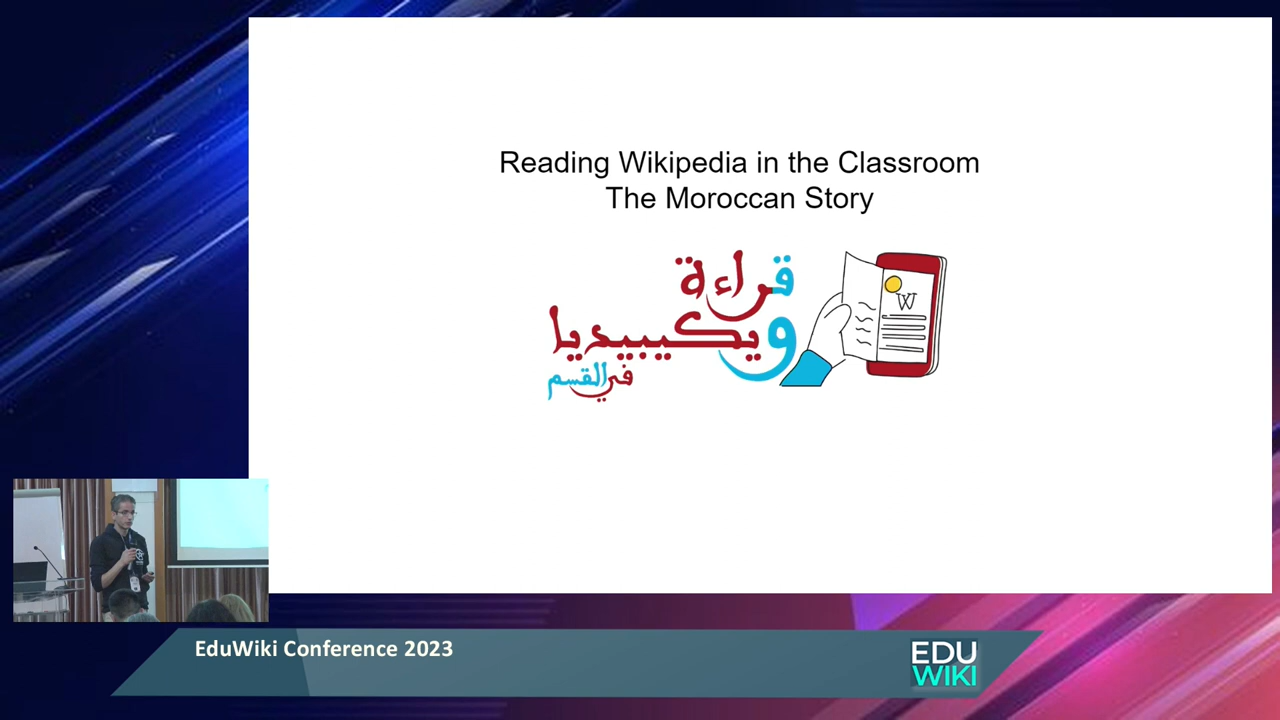 Reading Wikipedia in the Classroom
The Moroccan Story
قراءة
ويكيبيديا
في القسم
W
EduWiki Conference 2023
EDU
WIKI